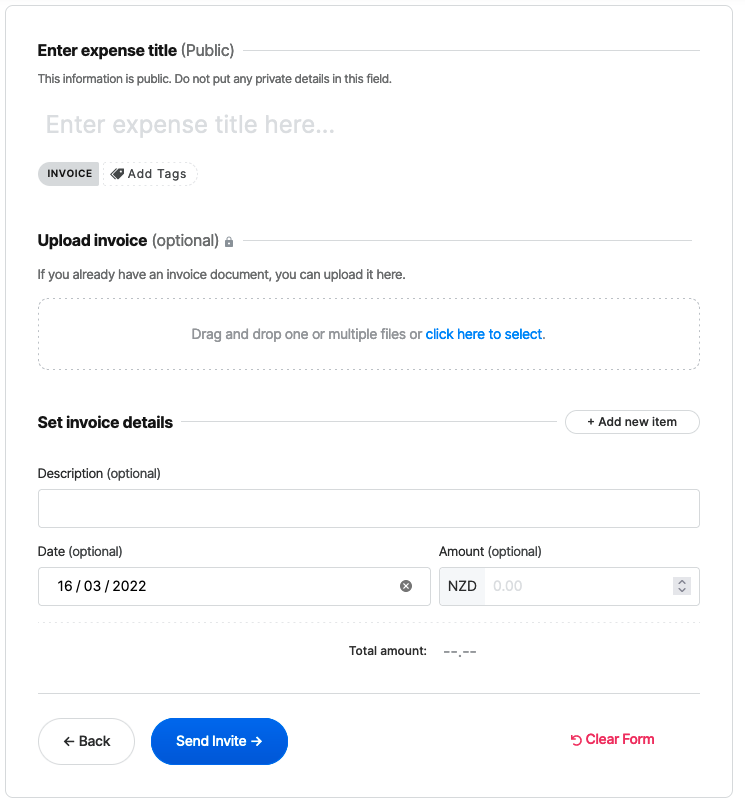 Enter expense title (Public)
This information is public. Do not put any private details in this field.
Enter expense title here...
INVOICE Add Tags
Upload invoice (optional)
If you already have an invoice document, you can upload it here.
Drag and drop one or multiple files or click here to select.
Set invoice details + Add new item
Description (optional)
Date (optional) Amount (optional)
16 / 03 / 2022 NZD 0.00
Total amount: --.--
← Back Send Invite → Clear Form